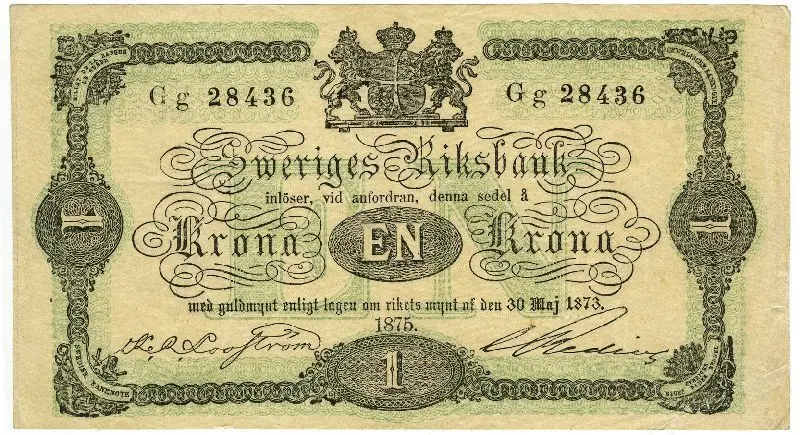 Gg 28436 Gg 28436
Sweriges Riksbank
inlöser, vid anfordran, denna sedel å
Krona EN Krona
1 1
med guldmynt enligt lagen om rikets mynt af den 30 Maj 1873.
1875.
1